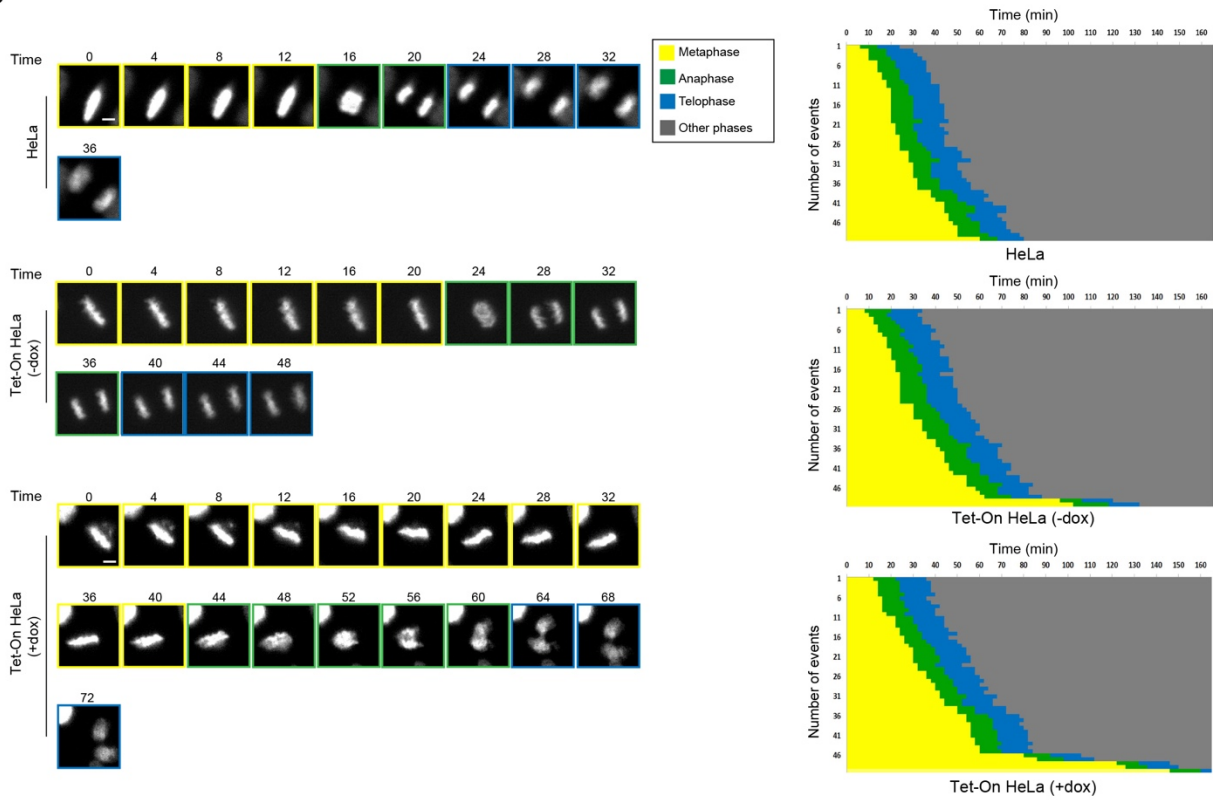 Time 0 4 8 12 16 20 24 28 32
HeLa
36
Time 0 4 8 12 16 20 24 28 32
Tet-On HeLa
(-dox)
36 40 44 48
Time 0 4 8 12 16 20 24 28 32
Tet-On HeLa
(+dox)
36 40 44 48 52 56 60 64 68
72
Metaphase
Anaphase
Telophase
Other phases
Time (min)
0 10 20 30 40 50 60 70 80 90 100 110 120 130 140 150 160
Number of events
1
6
11
16
21
26
31
36
41
46
HeLa
Time (min)
0 10 20 30 40 50 60 70 80 90 100 110 120 130 140 150 160
Number of events
1
6
11
16
21
26
31
36
41
46
Tet-On HeLa (-dox)
Time (min)
0 10 20 30 40 50 60 70 80 90 100 110 120 130 140 150 160
Number of events
1
6
11
16
21
26
31
36
41
46
Tet-On HeLa (+dox)